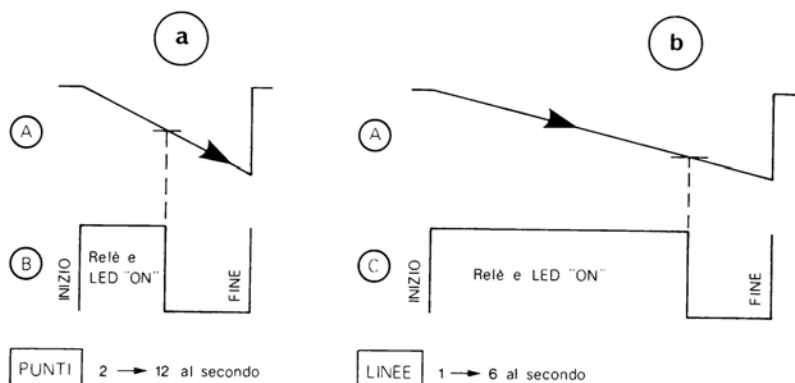 a
b
A
A
B
INIZIO
Relè e
LED "ON"
FINE
C
INIZIO
Relè e LED "ON"
FINE
PUNTI 2 → 12 al secondo
LINEE 1 → 6 al secondo